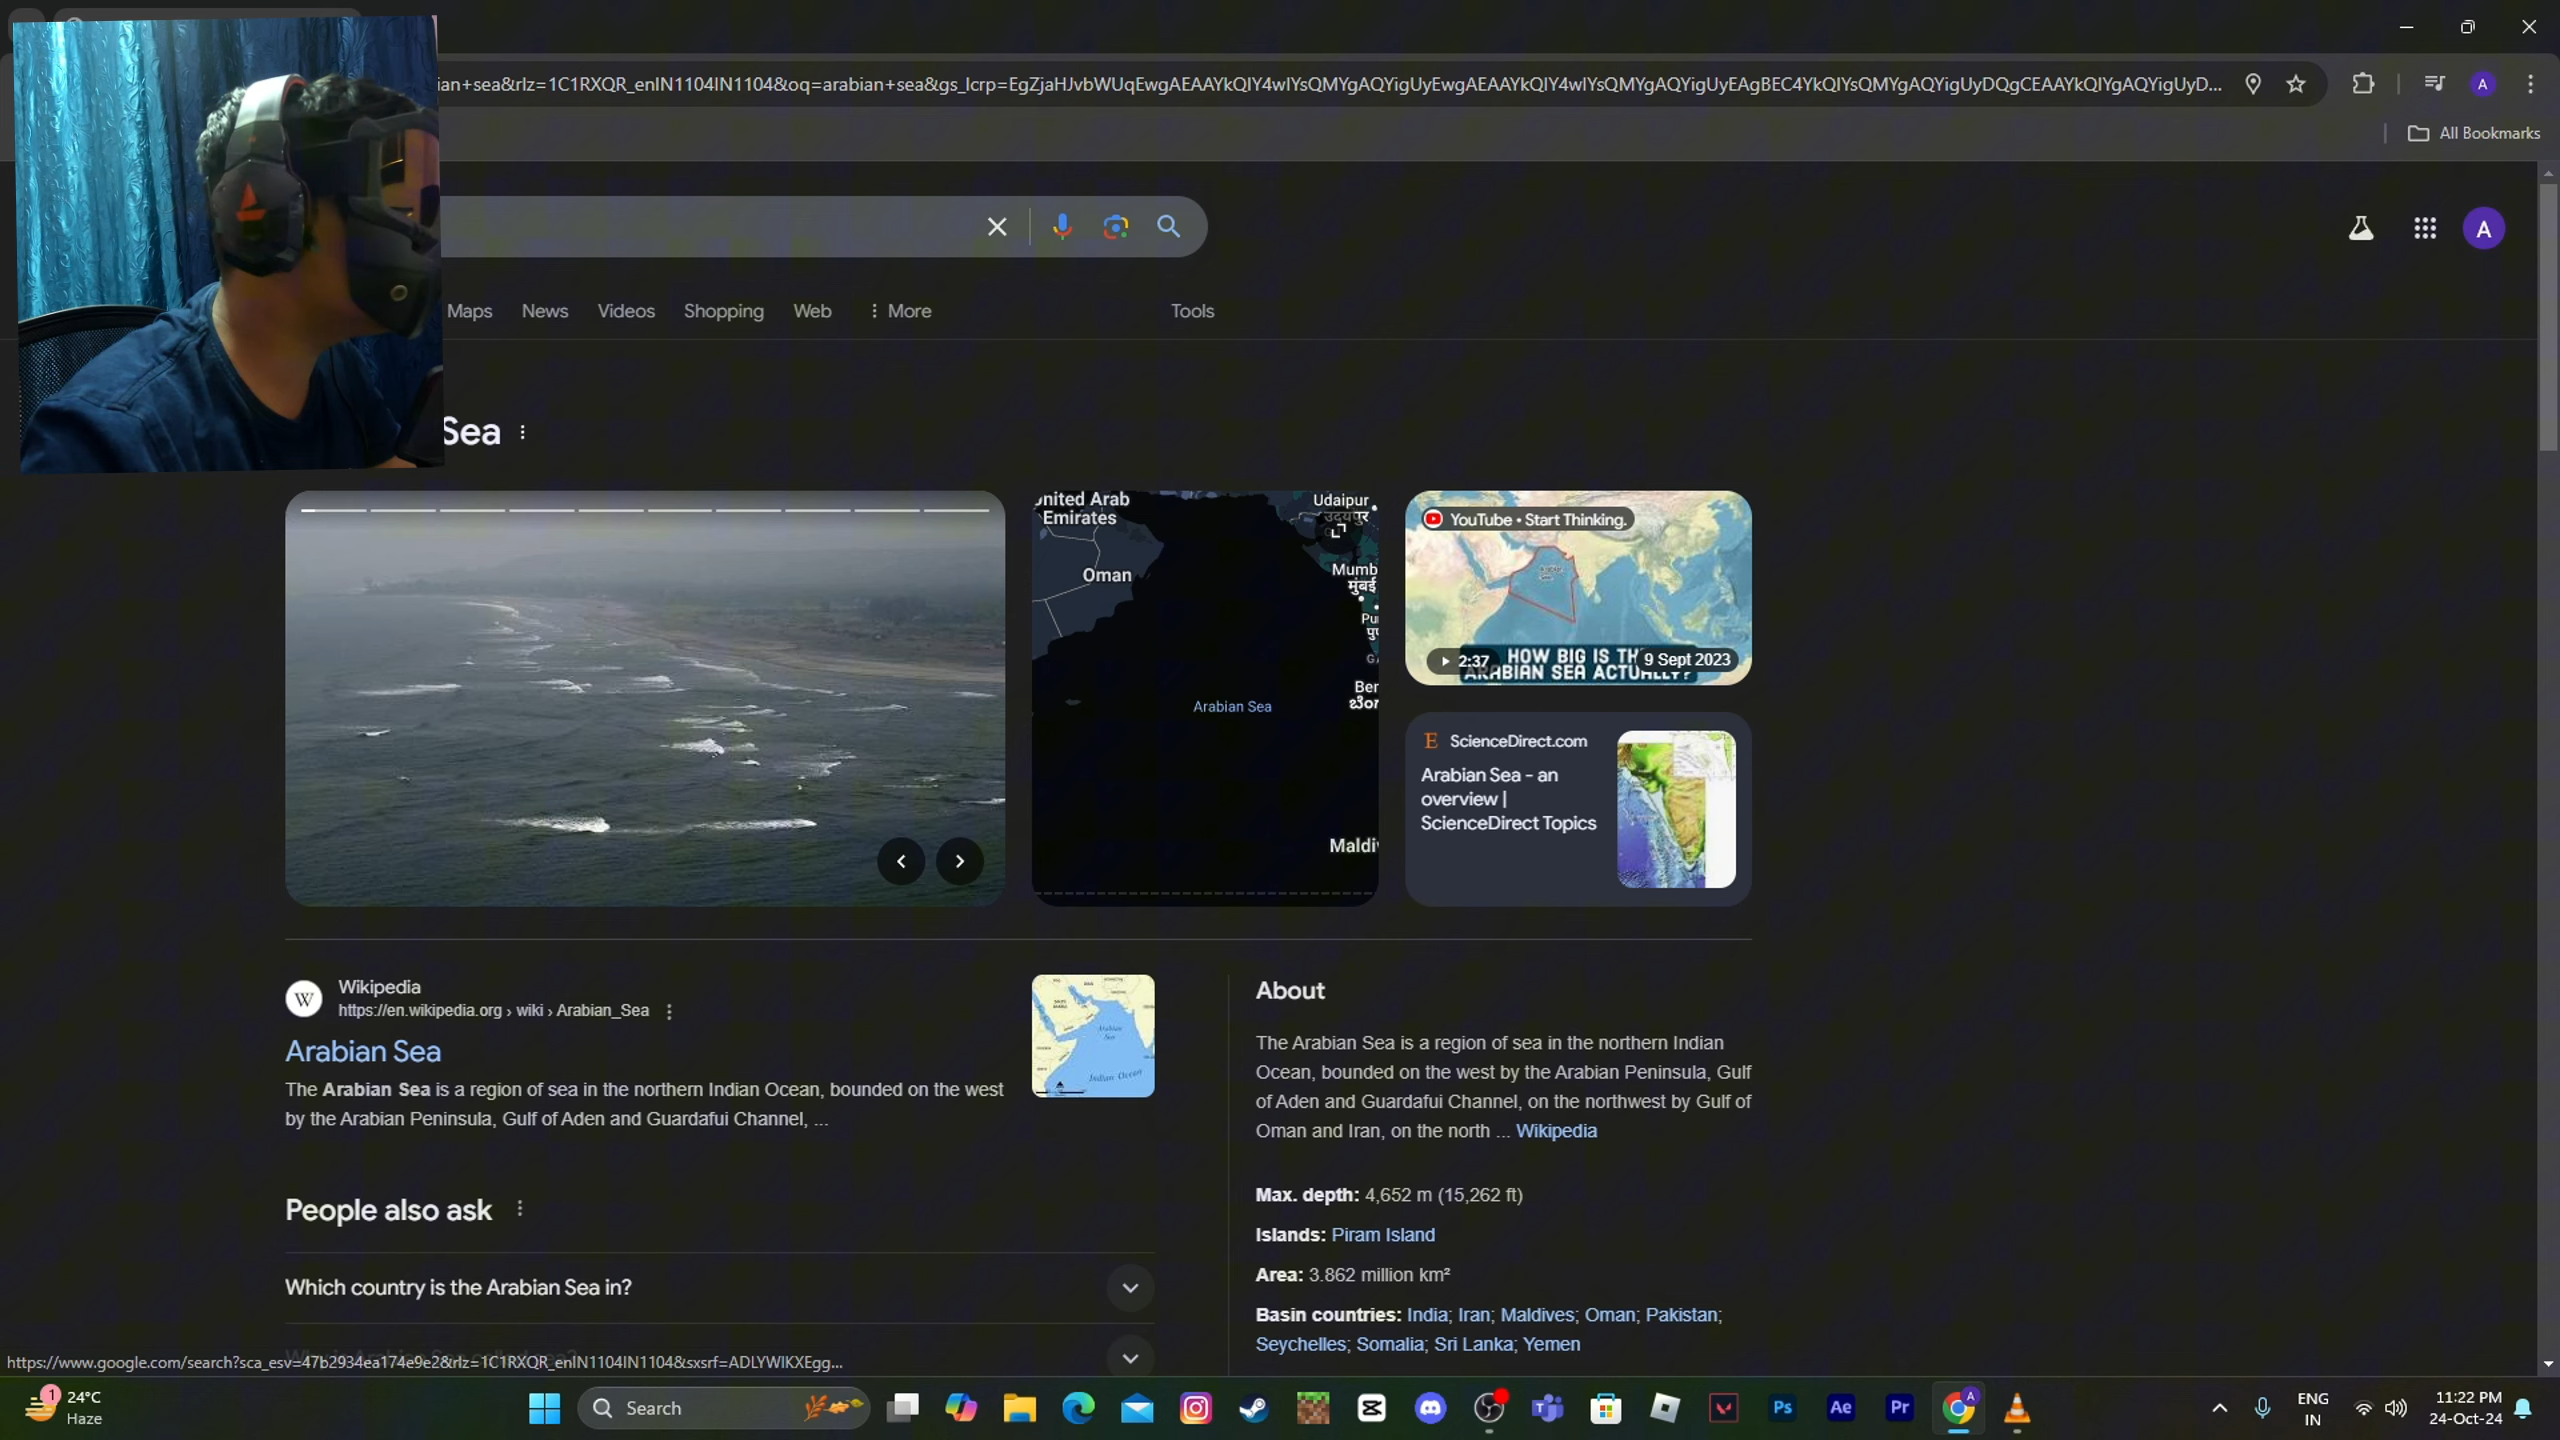 ian+sea&rlz=1C1RXQR_enIN1104IN1104&oq=arabian+sea&gs_lcrp=EgZjaHJvbWUqEwgAEAAYkQIY4wIYsQMYgAQYigUyEwgAEAAYkQIY4wIYsQMYgAQYigUyEAgBEC4YkQIYsQMYgAQYigUyDQgCEAAYkQIYgAQYigUyD...
A
All Bookmarks
A
Maps News Videos Shopping Web More Tools
Sea
United Arab
Emirates
Oman
Udaipur
उदयपुर
मुंबई
Arabian Sea
YouTube • Start Thinking.
2:37
9 Sept 2023
ScienceDirect.com
Arabian Sea - an
overview |
ScienceDirect Topics
W
Wikipedia
https://en.wikipedia.org › wiki › Arabian_Sea
Arabian Sea
The Arabian Sea is a region of sea in the northern Indian Ocean, bounded on the west
by the Arabian Peninsula, Gulf of Aden and Guardafui Channel, ...
Arabian
Sea
Indian Ocean
People also ask
Which country is the Arabian Sea in?
About
The Arabian Sea is a region of sea in the northern Indian
Ocean, bounded on the west by the Arabian Peninsula, Gulf
of Aden and Guardafui Channel, on the northwest by Gulf of
Oman and Iran, on the north ... Wikipedia
Max. depth: 4,652 m (15,262 ft)
Islands: Piram Island
Area: 3.862 million km²
Basin countries: India; Iran; Maldives; Oman; Pakistan;
Seychelles; Somalia; Sri Lanka; Yemen
https://www.google.com/search?sca_esv=47b2934ea174e9e2&rlz=1C1RXQR_enIN1104IN1104&sxsrf=ADLYWIKXEgg...
1
24°C
Haze
Search
Ps
Ae
Pr
A
ENG
IN
11:22 PM
24-Oct-24